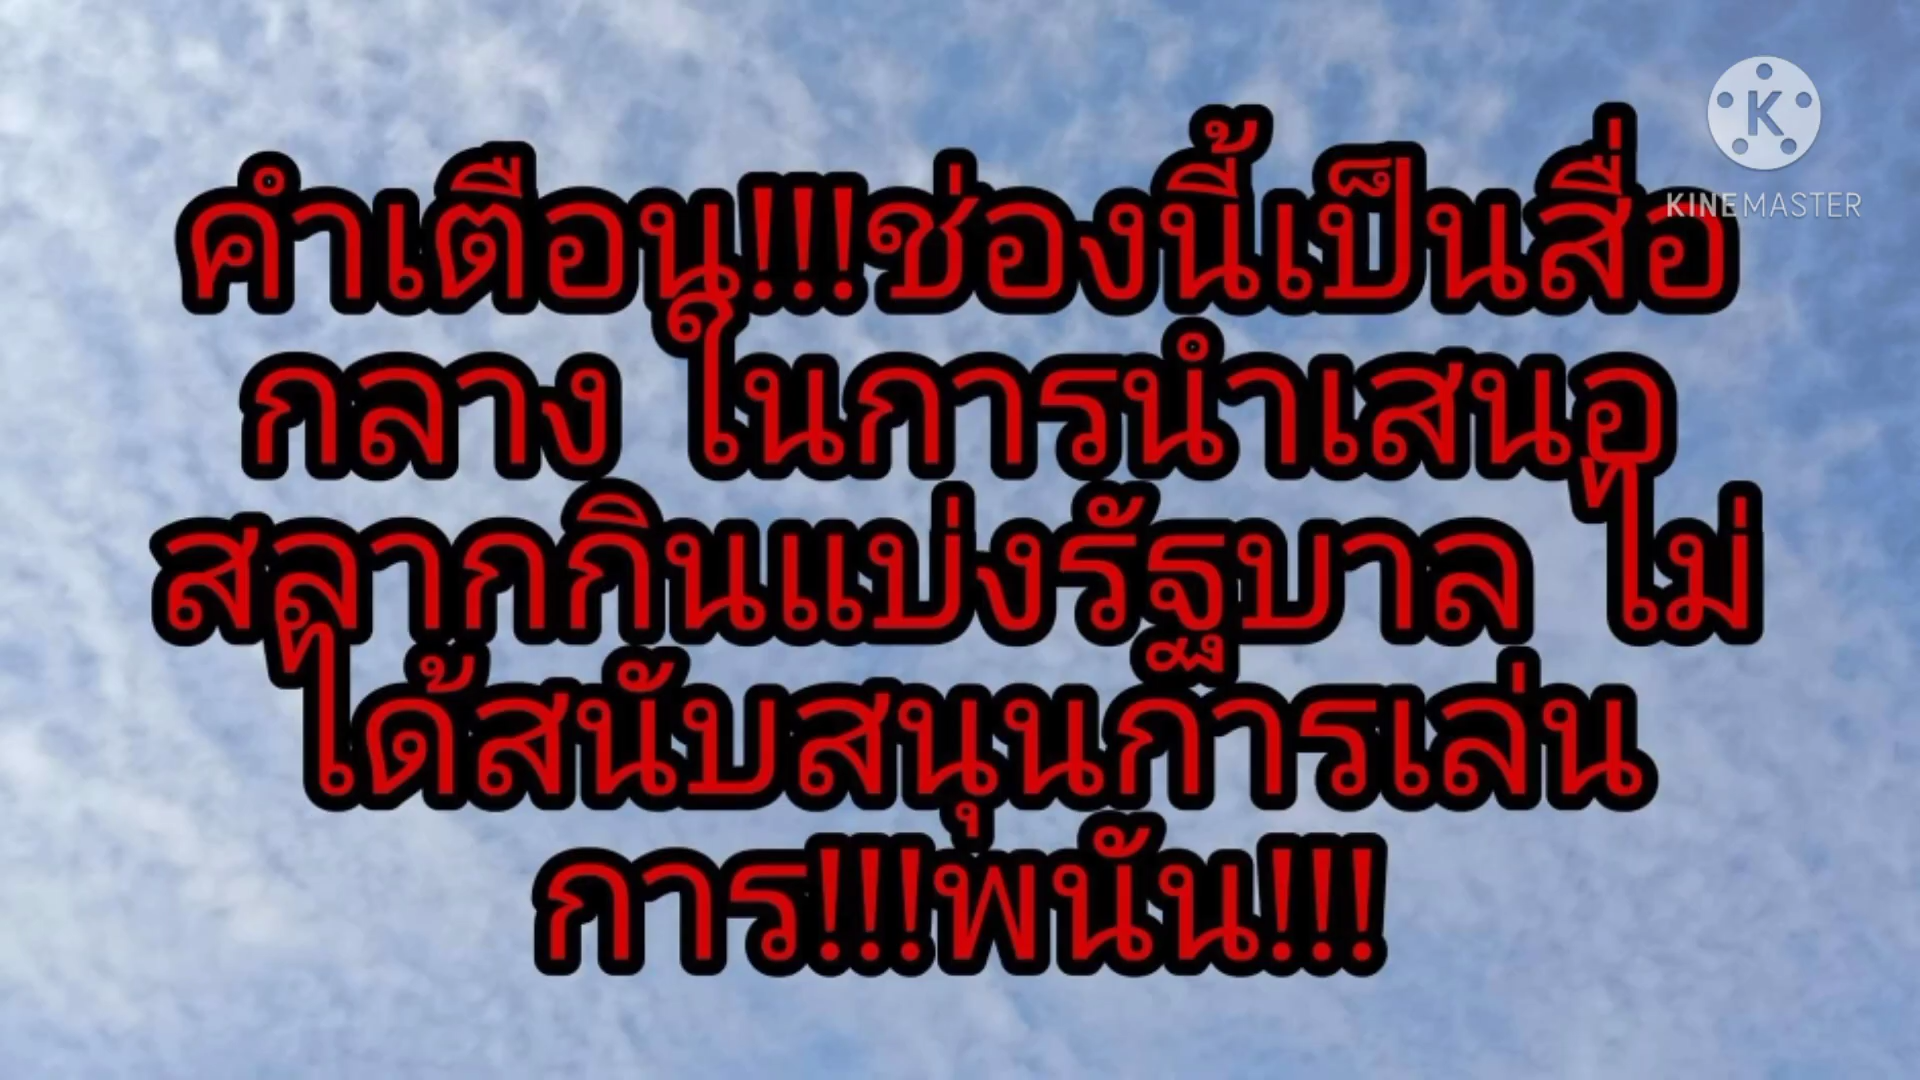 KINEMASTER
คำเตือน!!!ช่องนี้เป็นสื่อ
กลาง ในการนำเสนอ
สลากกินแบ่งรัฐบาล ไม่
ได้สนับสนุนการเล่น
การ!!!พนัน!!!